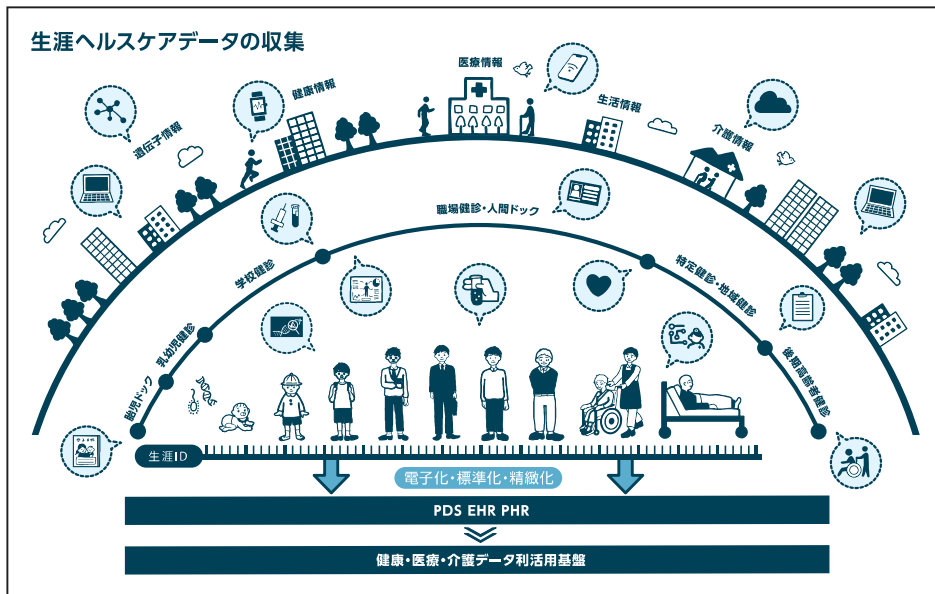 生涯ヘルスケアデータの収集
遺伝子情報
健康情報
医療情報
生活情報
介護情報
胎児ドック
乳幼児健診
学校健診
職場健診・人間ドック
特定健診・地域健診
後期高齢者健診
生涯ID
電子化・標準化・精緻化
PDS EHR PHR
健康・医療・介護データ利活用基盤